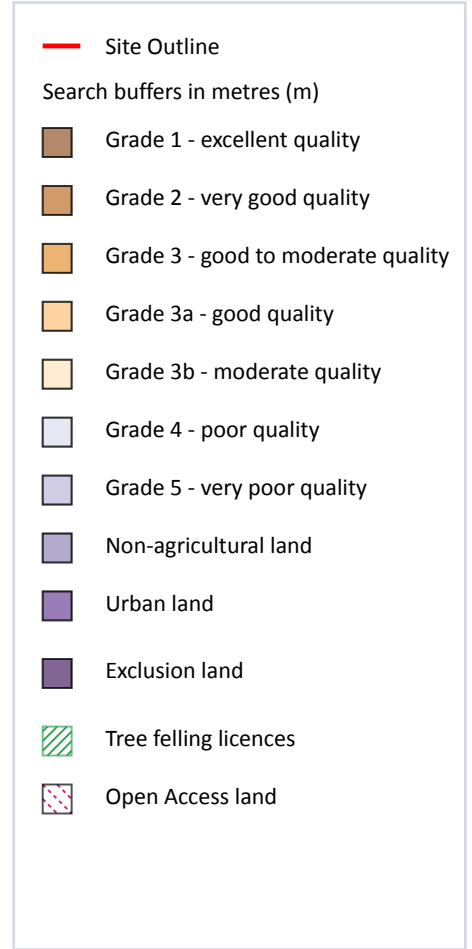 Site Outline
Search buffers in metres (m)
Grade 1 - excellent quality
Grade 2 - very good quality
Grade 3 - good to moderate quality
Grade 3a - good quality
Grade 3b - moderate quality
Grade 4 - poor quality
Grade 5 - very poor quality
Non-agricultural land
Urban land
Exclusion land
Tree felling licences
Open Access land